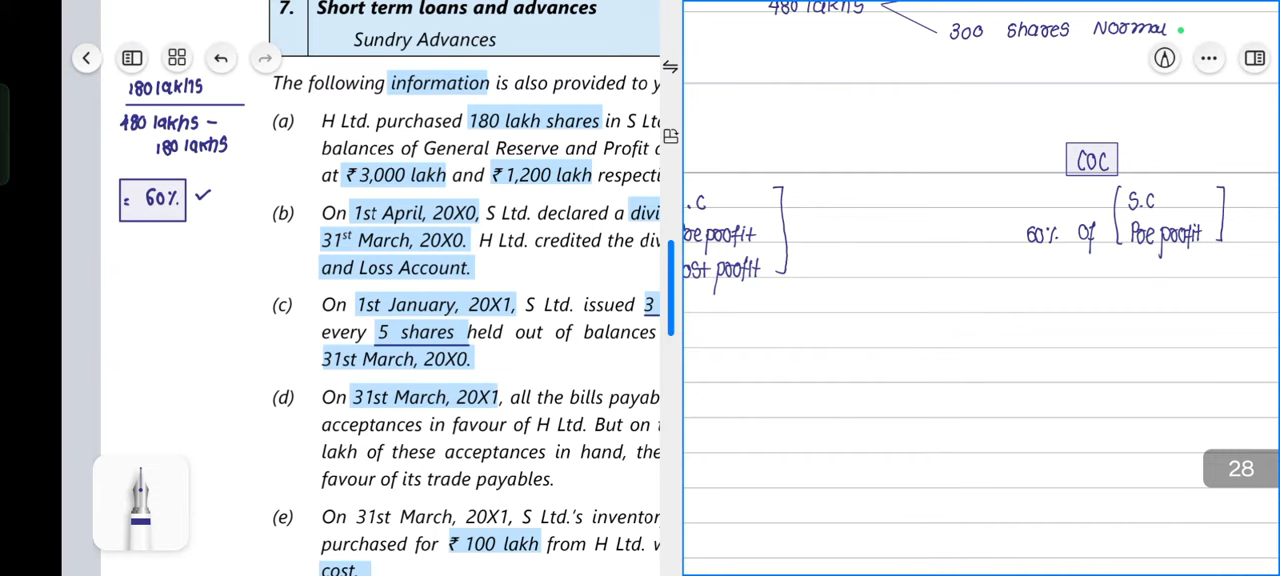 7. Short term loans and advances
Sundry Advances
The following information is also provided to y
(a) H Ltd. purchased 180 lakh shares in S Lt
balances of General Reserve and Profit
at ₹ 3,000 lakh and ₹ 1,200 lakh respecti
(b) On 1st April, 20X0, S Ltd. declared a divi
31st March, 20X0. H Ltd. credited the div
and Loss Account.
(c) On 1st January, 20X1, S Ltd. issued 3
every 5 shares held out of balances
31st March, 20X0.
(d) On 31st March, 20X1, all the bills payab
acceptances in favour of H Ltd. But on
lakh of these acceptances in hand, the
favour of its trade payables.
(e) On 31st March, 20X1, S Ltd.'s inventor
purchased for ₹ 100 lakh from H Ltd.
cost.
180 lakhs
480 lakhs -
180 lakhs
= 60% ✓
480 lakhs
300 shares Normal
COC
.C
oe profit
ost profit
60% of [ S.C
Poe profit ]
28